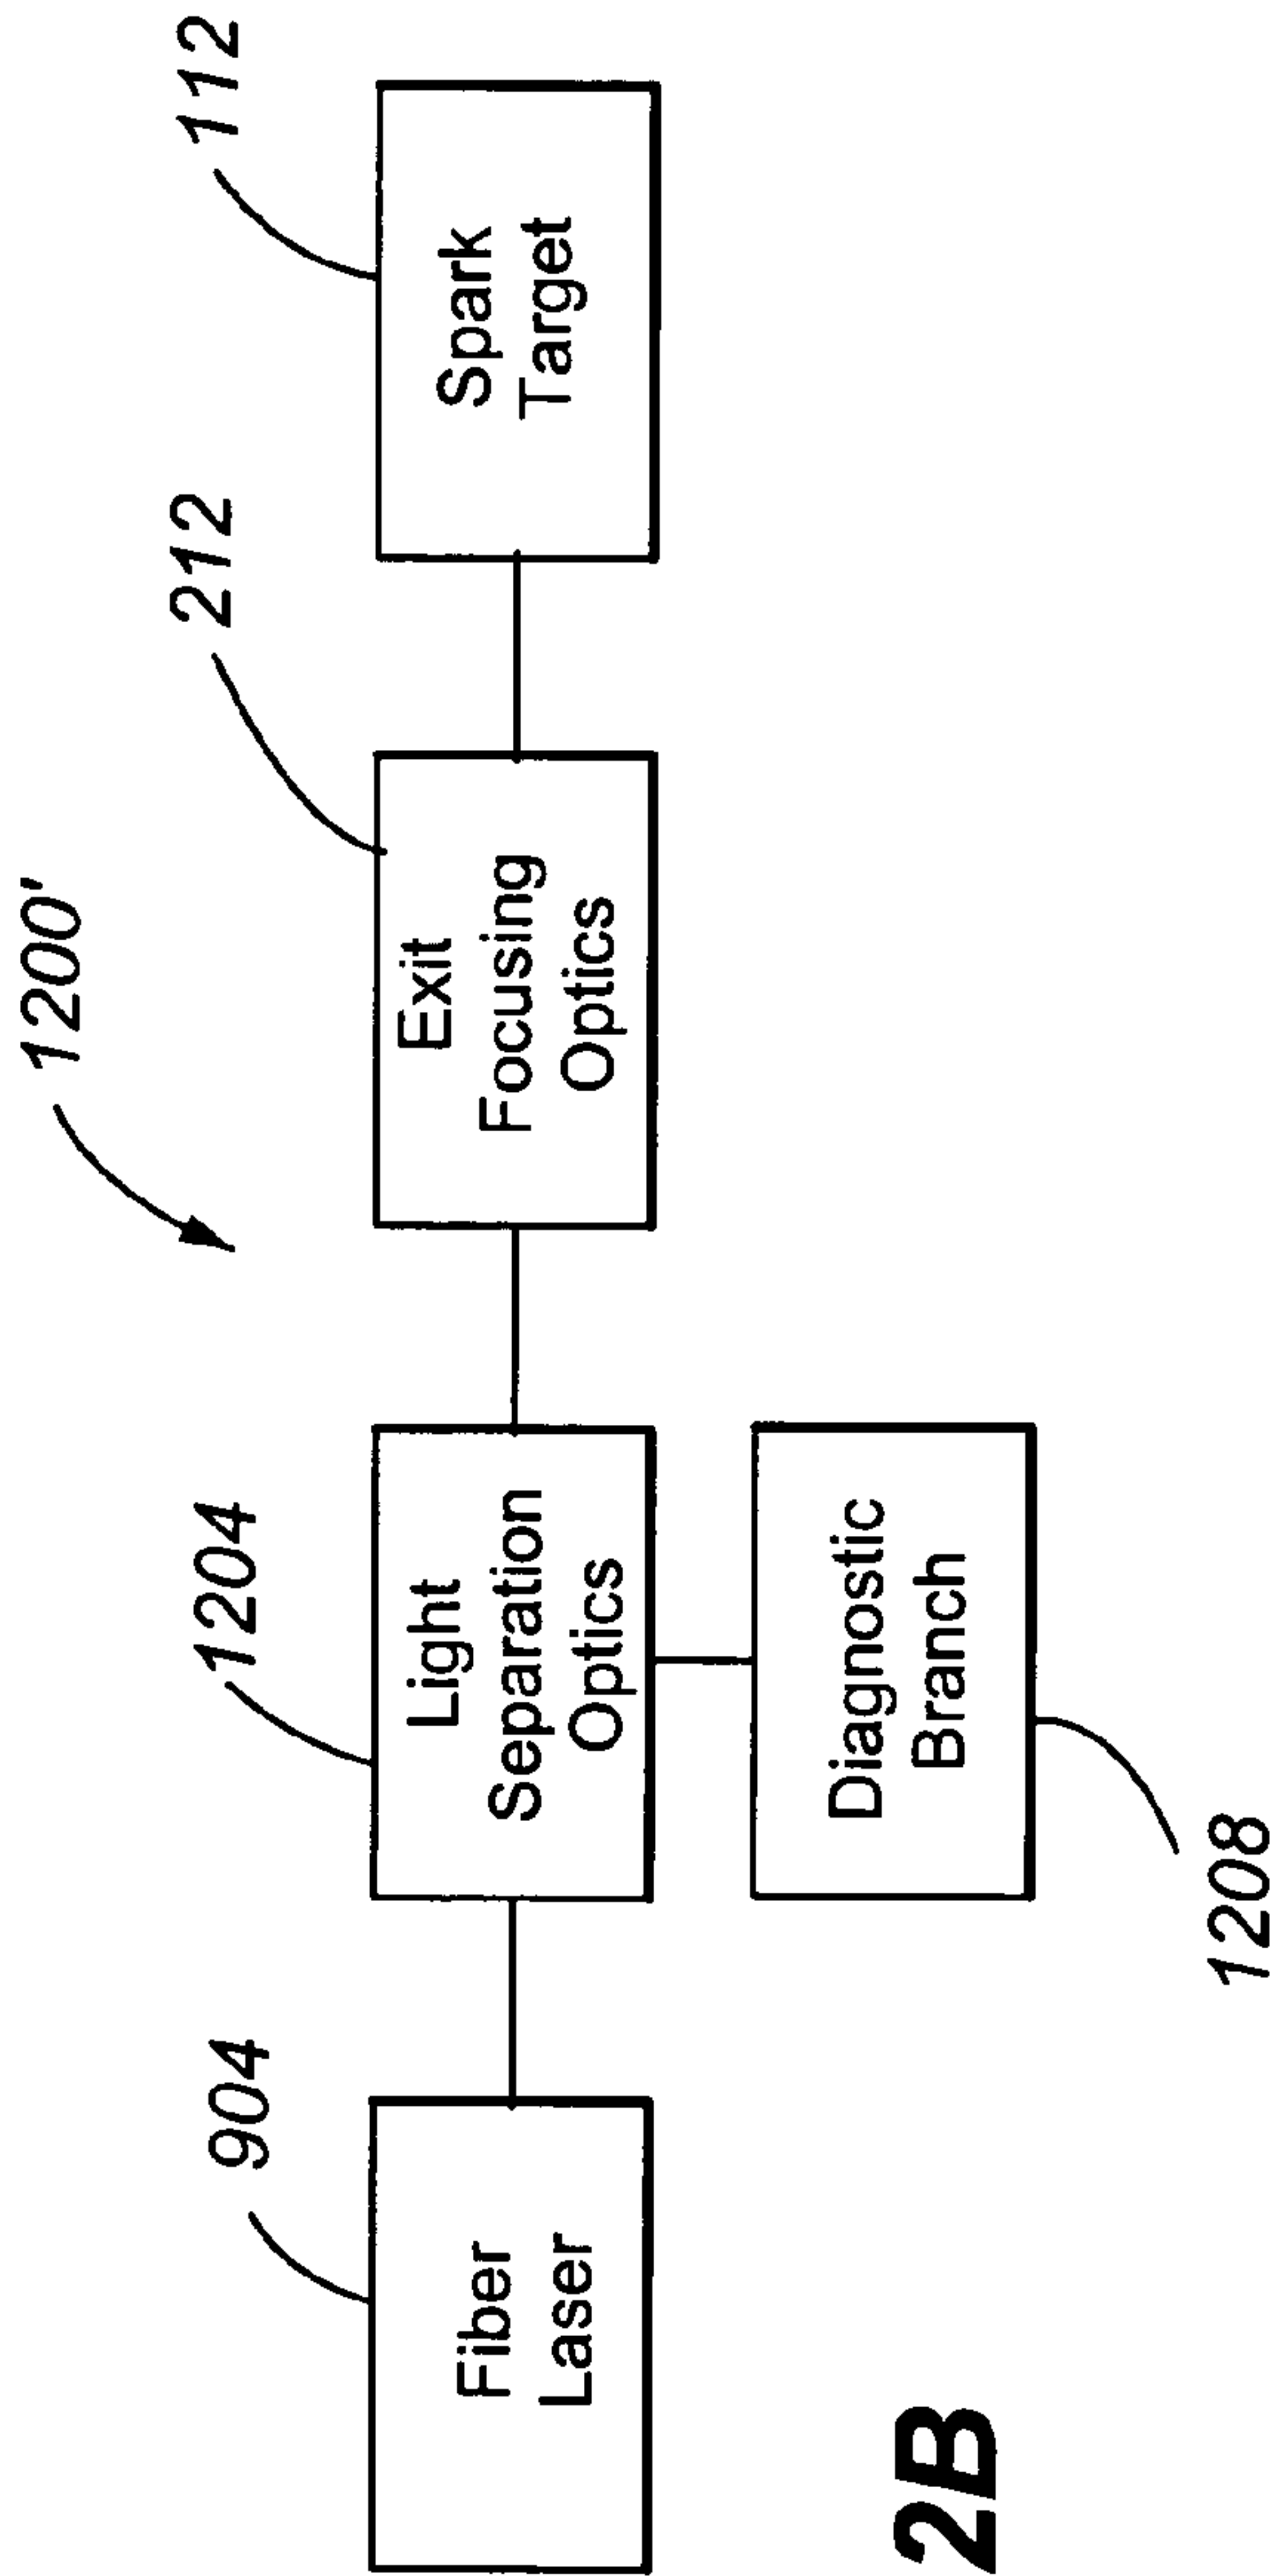 1200'
904
1204
212
112
Fiber
Laser
Light
Separation
Optics
Exit
Focusing
Optics
Spark
Target
Diagnostic
Branch
1208
2B